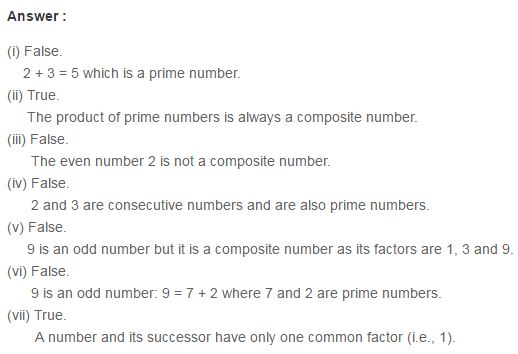 Answer :
(i) False.
2 + 3 = 5 which is a prime number.
(ii) True.
The product of prime numbers is always a composite number.
(iii) False.
The even number 2 is not a composite number.
(iv) False.
2 and 3 are consecutive numbers and are also prime numbers.
(v) False.
9 is an odd number but it is a composite number as its factors are 1, 3 and 9.
(vi) False.
9 is an odd number: 9 = 7 + 2 where 7 and 2 are prime numbers.
(vii) True.
A number and its successor have only one common factor (i.e., 1).